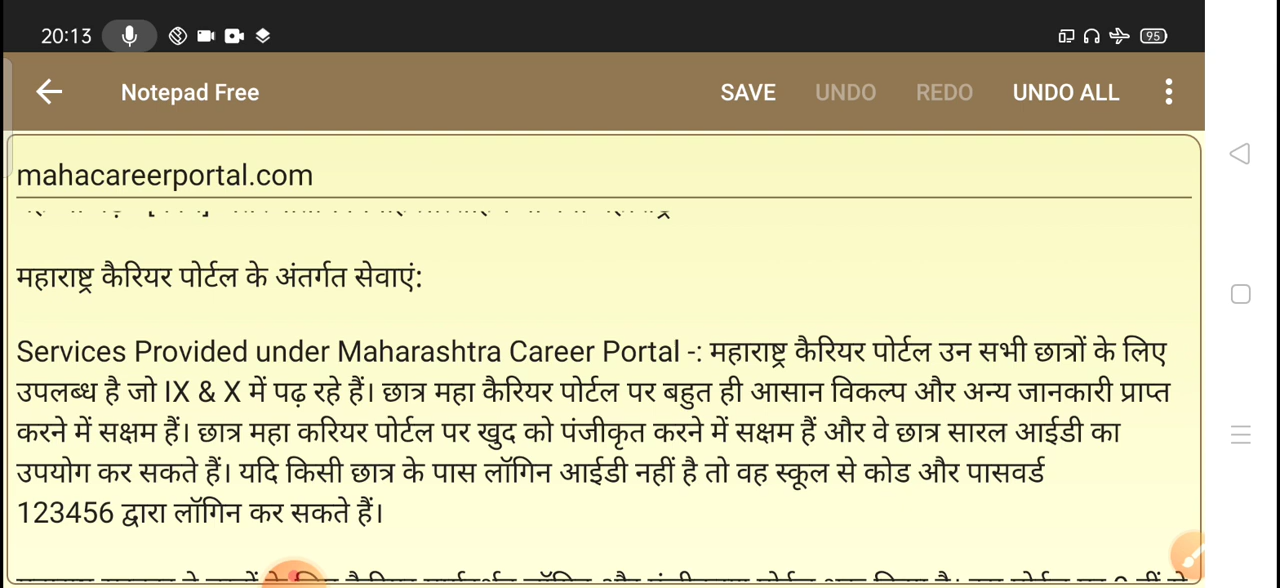 20:13
95
Notepad Free SAVE UNDO REDO UNDO ALL
mahacareerportal.com
महाराष्ट्र कैरियर पोर्टल के अंतर्गत सेवाएं:
Services Provided under Maharashtra Career Portal -: महाराष्ट्र कैरियर पोर्टल उन सभी छात्रों के लिए
उपलब्ध है जो IX & X में पढ़ रहे हैं। छात्र महा कैरियर पोर्टल पर बहुत ही आसान विकल्प और अन्य जानकारी प्राप्त
करने में सक्षम हैं। छात्र महा करियर पोर्टल पर खुद को पंजीकृत करने में सक्षम हैं और वे छात्र सारल आईडी का
उपयोग कर सकते हैं। यदि किसी छात्र के पास लॉगिन आईडी नहीं है तो वह स्कूल से कोड और पासवर्ड
123456 द्वारा लॉगिन कर सकते हैं।